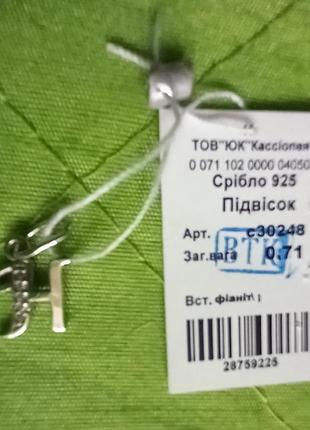 ТОВ"ЮК"Кассіопея
0 071 102 0000 04050
Срібло 925
Підвісок
Арт. с30248
ВТК
Заг.вага 0,71
Вст. фіаніт\
28759225